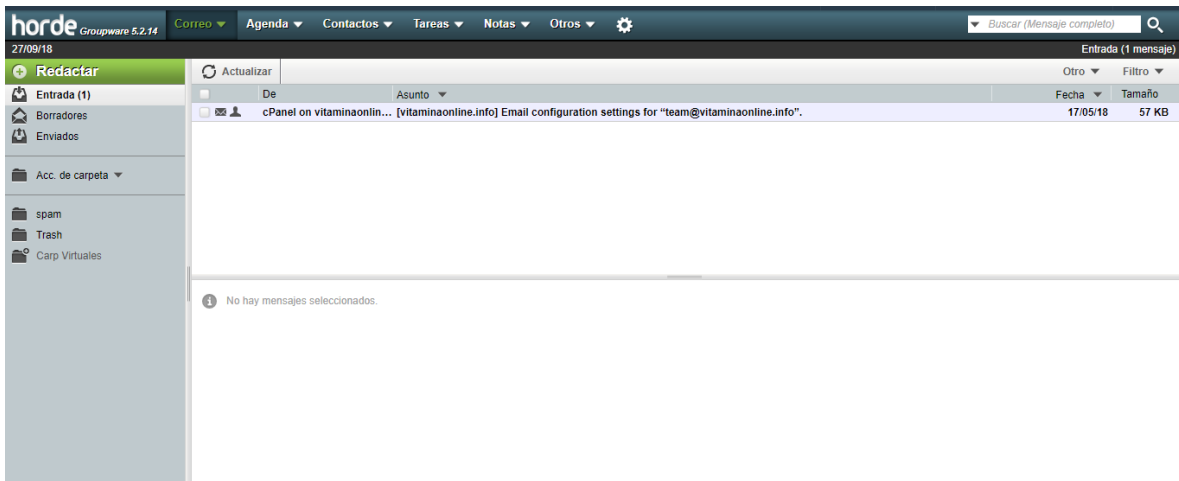 horde Groupware 5.2.14 Correo Agenda Contactos Tareas Notas Otros Buscar (Mensaje completo)
27/09/18 Entrada (1 mensaje)
Redactar Actualizar Otro Filtro
Entrada (1) De Asunto Fecha Tamaño
Borradores cPanel on vitaminaonlin... [vitaminaonline.info] Email configuration settings for “team@vitaminaonline.info”. 17/05/18 57 KB
Enviados
Acc. de carpeta
spam
Trash
Carp Virtuales
No hay mensajes seleccionados.